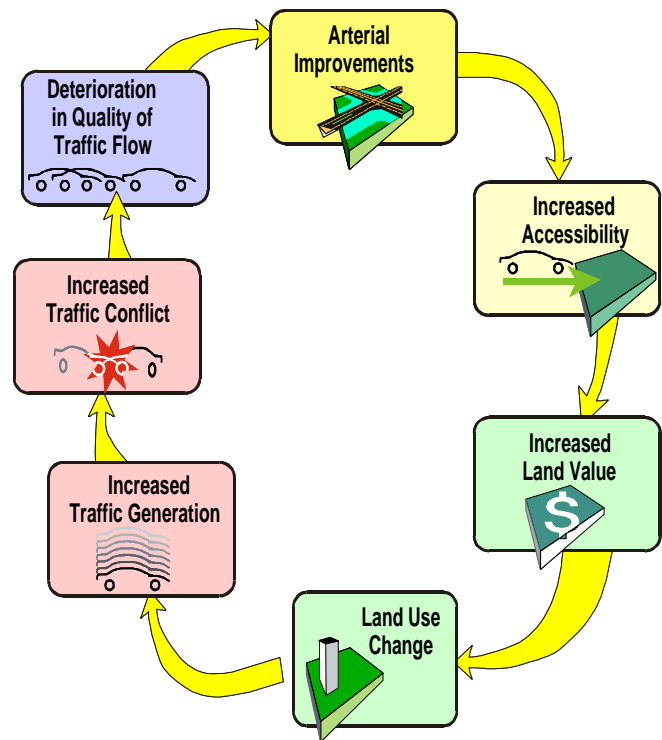 Arterial
Improvements
Increased
Accessibility
Increased
Land Value
$
Land Use
Change
Increased
Traffic Generation
Increased
Traffic Conflict
Deterioration
in Quality of
Traffic Flow